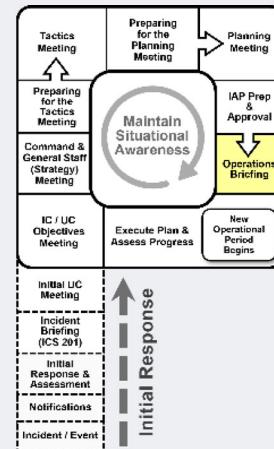 Tactics
Meeting
Preparing
for the
Planning
Meeting
Planning
Meeting
Preparing
for the
Tactics
Meeting
Maintain
Situational
Awareness
IAP Prep
&
Approval
Command &
General Staff
(Strategy)
Meeting
Operations
Briefing
IC / UC
Objectives
Meeting
Execute Plan &
Assess Progress
New
Operational
Period
Begins
Initial UC
Meeting
Incident
Briefing
(ICS 201)
Initial
Response &
Assessment
Notifications
Incident / Event
Initial Response